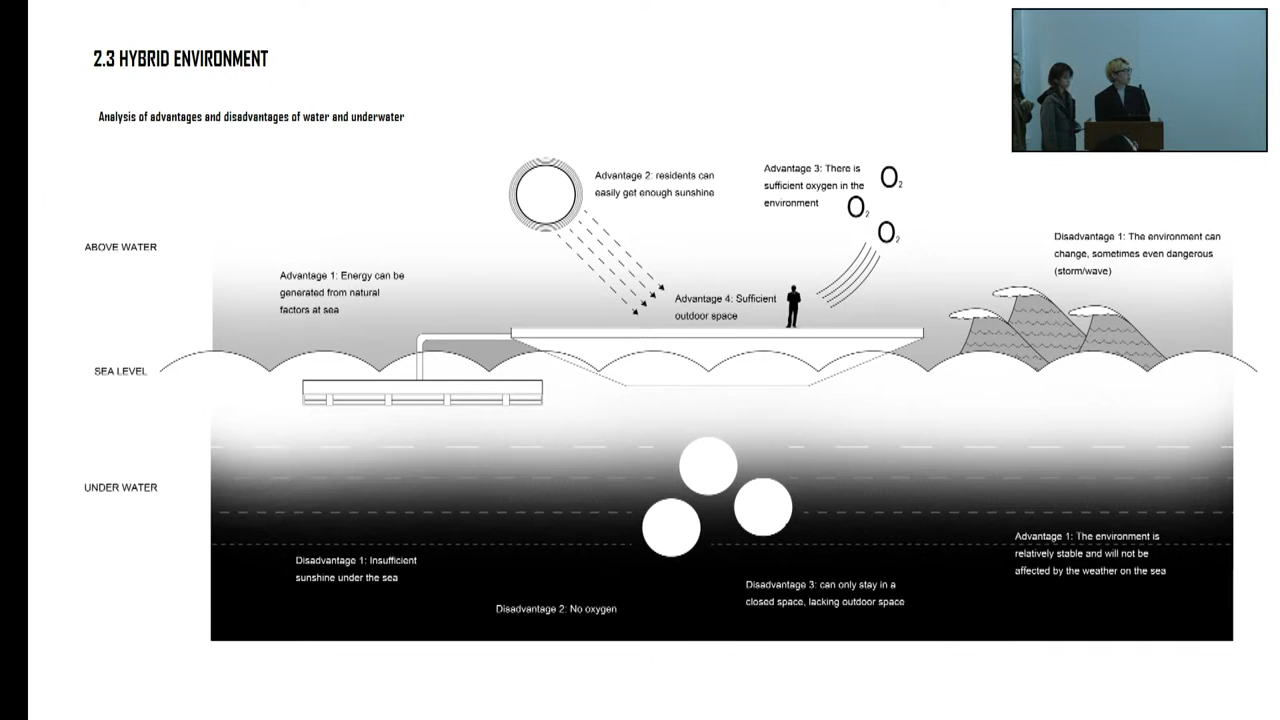 2.3 HYBRID ENVIRONMENT
Analysis of advantages and disadvantages of water and underwater
Advantage 2: residents can
easily get enough sunshine
Advantage 3: There is
sufficient oxygen in the
environment
O2
O2
O2
ABOVE WATER
Disadvantage 1: The environment can
change, sometimes even dangerous
(storm/wave)
Advantage 1: Energy can be
generated from natural
factors at sea
Advantage 4: Sufficient
outdoor space
SEA LEVEL
UNDER WATER
Disadvantage 1: Insufficient
sunshine under the sea
Disadvantage 2: No oxygen
Disadvantage 3: can only stay in a
closed space, lacking outdoor space
Advantage 1: The environment is
relatively stable and will not be
affected by the weather on the sea